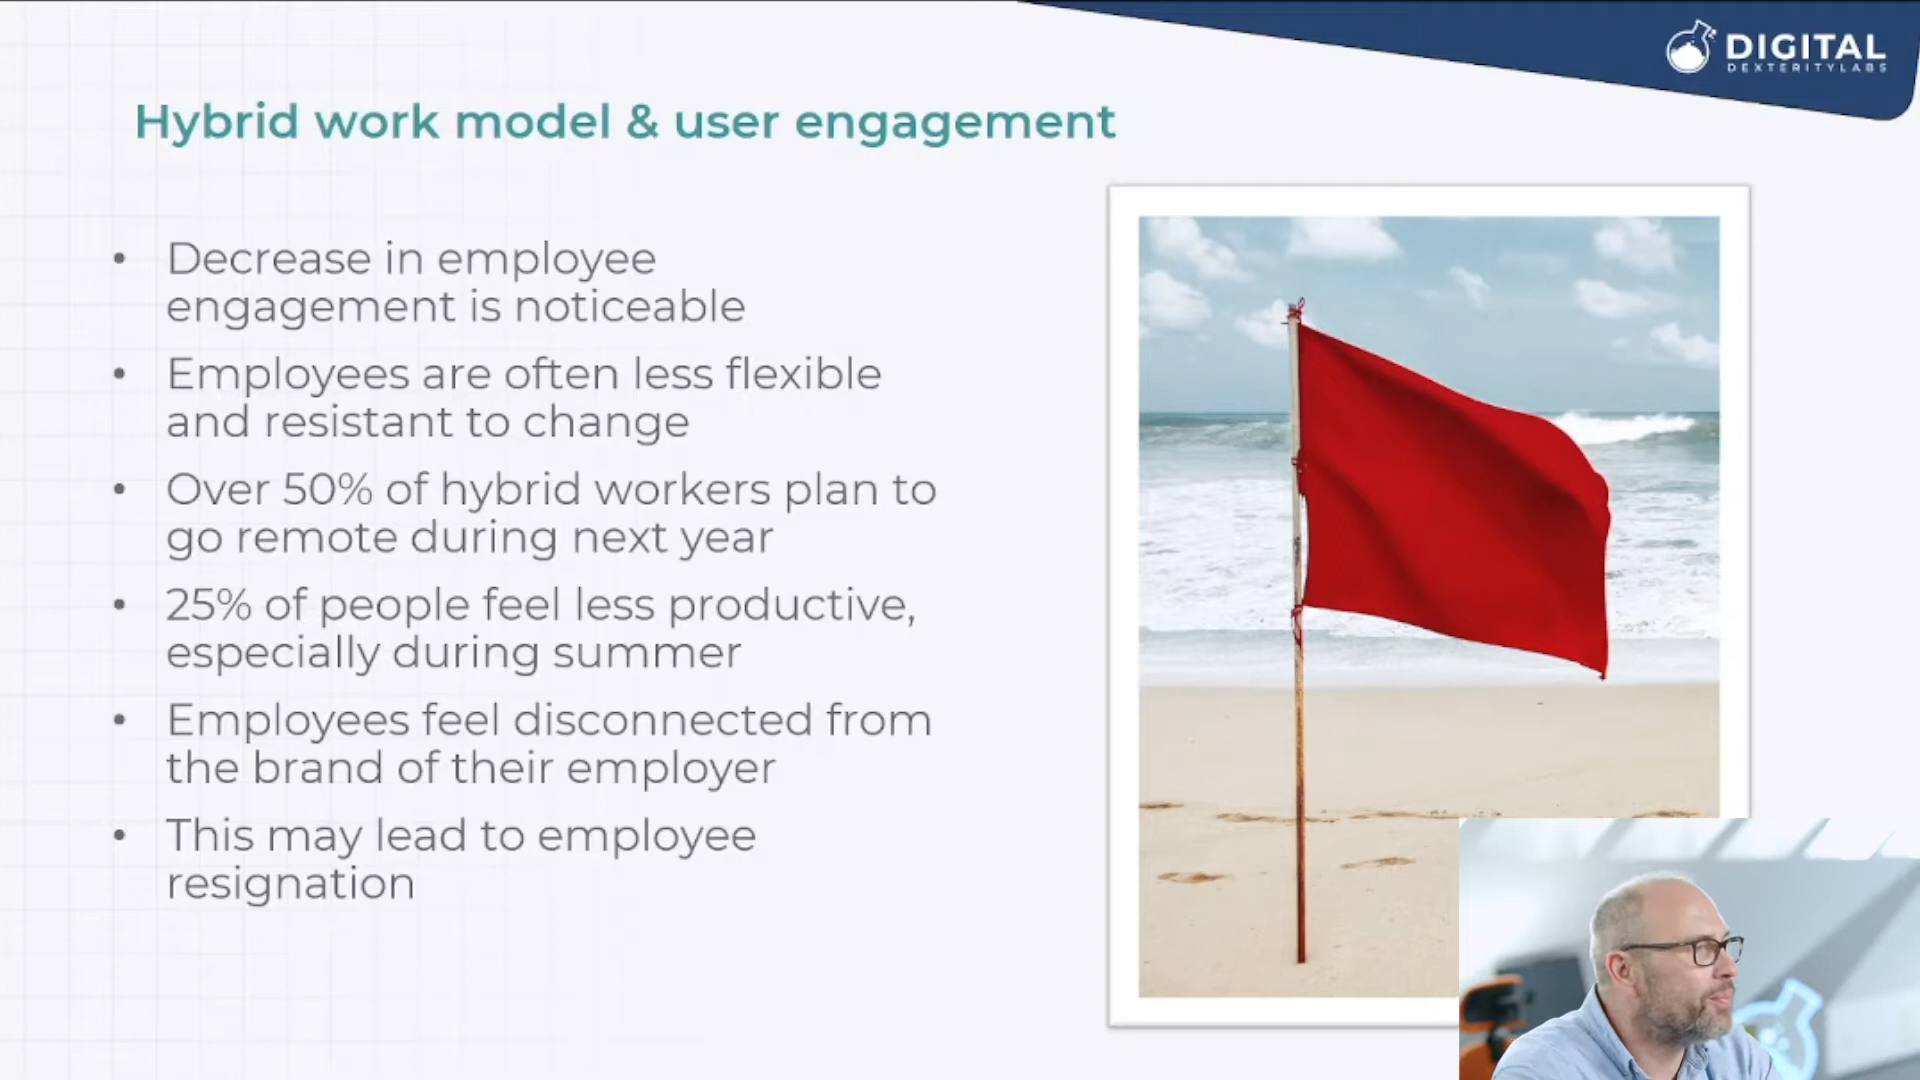 DIGITAL
DEXTERITYLABS
Hybrid work model & user engagement
• Decrease in employee
engagement is noticeable
• Employees are often less flexible
and resistant to change
• Over 50% of hybrid workers plan to
go remote during next year
• 25% of people feel less productive,
especially during summer
• Employees feel disconnected from
the brand of their employer
• This may lead to employee
resignation